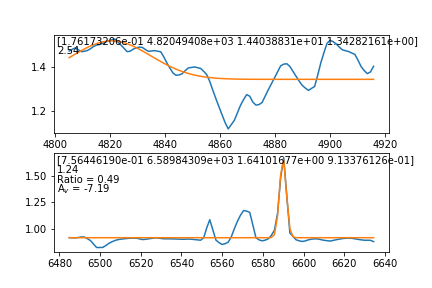 [1.76173206e-01 4.82049408e+03 1.44038831e+01 1.34282161e+00]
2.54
1.4
1.2
4800 4820 4840 4860 4880 4900 4920
[7.56446190e-01 6.58984309e+03 1.64101677e+00 9.13376126e-01]
1.24
Ratio = 0.49
Av = -7.19
1.50
1.25
1.00
6480 6500 6520 6540 6560 6580 6600 6620 6640